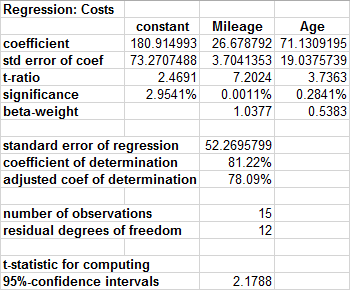 Regression: Costs
constant Mileage Age
coefficient 180.914993 26.678792 71.1309195
std error of coef 73.2707488 3.7041353 19.0375739
t-ratio 2.4691 7.2024 3.7363
significance 2.9541% 0.0011% 0.2841%
beta-weight 1.0377 0.5383
standard error of regression 52.2695799
coefficient of determination 81.22%
adjusted coef of determination 78.09%
number of observations 15
residual degrees of freedom 12
t-statistic for computing
95%-confidence intervals 2.1788